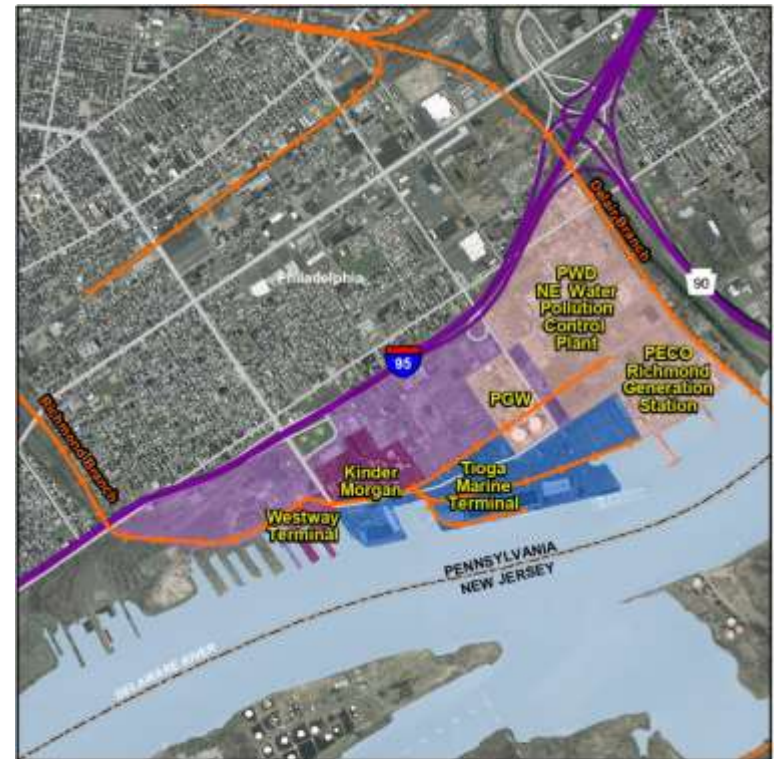 Delair Branch
90
PWD
NE Water
Pollution
Control
Plant
Philadelphia
PECO
Richmond
Generation
Station
95
PGW
Richmond Branch
Kinder
Morgan
Tioga
Marine
Terminal
Westway
Terminal
PENNSYLVANIA
NEW JERSEY
DELAWARE RIVER